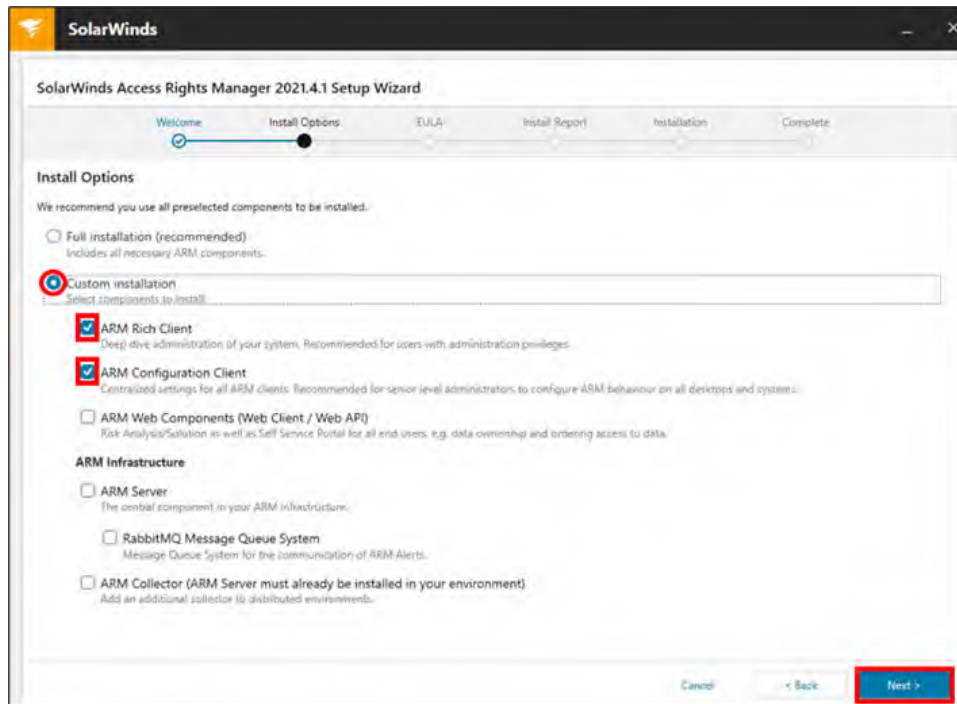 SolarWinds
SolarWinds Access Rights Manager 2021.4.1 Setup Wizard
Welcome Install Options EULA Install Report Installation Complete
Install Options
We recommend you use all preselected components to be installed.
Full installation (recommended)
Includes all necessary ARM components.
Custom installation
Select components to install
ARM Rich Client
Deep dive administration of your system. Recommended for users with administration privileges.
ARM Configuration Client
Centralized settings for all ARM clients. Recommended for senior level administrators to configure ARM behaviour on all desktops and systems.
ARM Web Components (Web Client / Web API)
Risk Analysis/Solution as well as Self Service Portal for all end users, e.g. data ownership and ordering access to data.
ARM Infrastructure
ARM Server
The central component in your ARM infrastructure.
RabbitMQ Message Queue System
Message Queue System for the communication of ARM Alerts.
ARM Collector (ARM Server must already be installed in your environment)
Add an additional collector to distributed environments.
Cancel < Back Next >